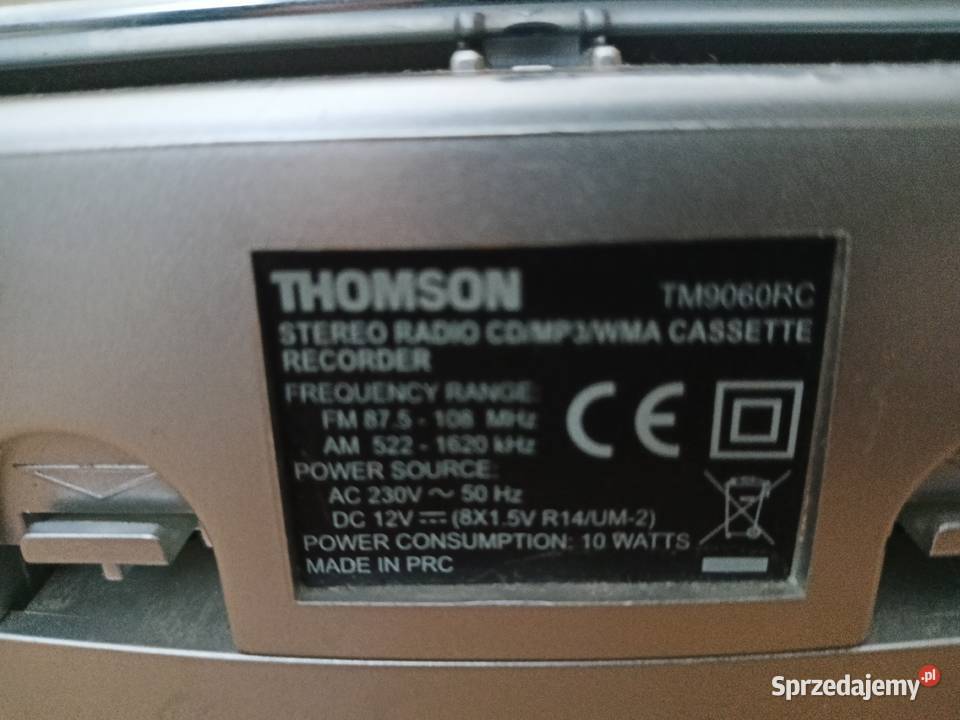 THOMSON TM9060RC
STEREO RADIO CD/MP3/WMA CASSETTE
RECORDER
FREQUENCY RANGE:
FM 87.5 - 108 MHz
AM 522 - 1620 kHz
CE
POWER SOURCE:
AC 230V ~ 50 Hz
DC 12V ⎓ (8X1.5V R14/UM-2)
POWER CONSUMPTION: 10 WATTS
MADE IN PRC
Sprzedajemy.pl